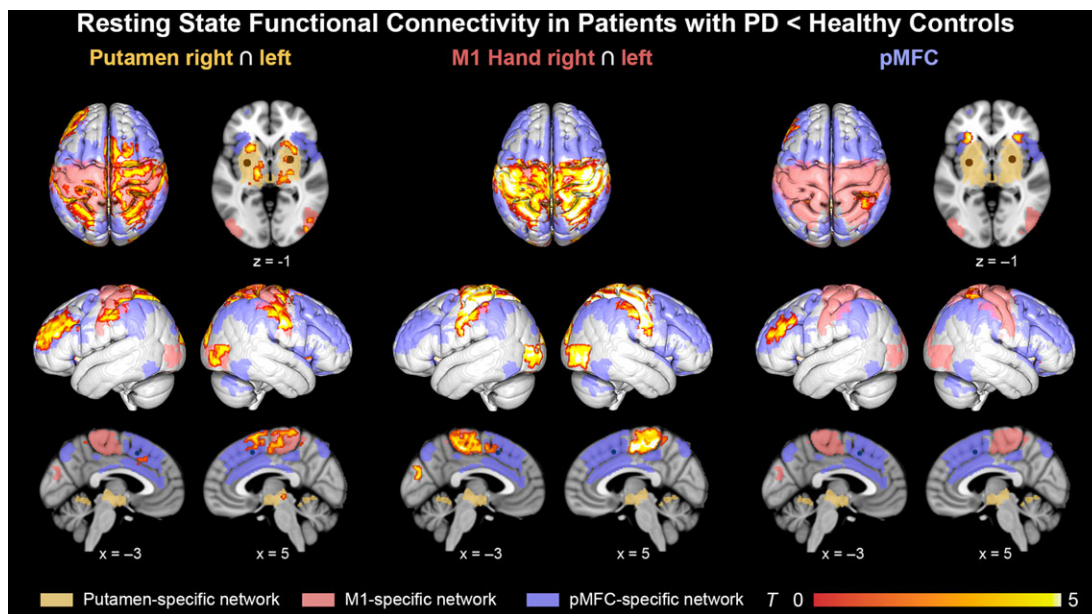 Resting State Functional Connectivity in Patients with PD < Healthy Controls
Putamen right ∩ left
M1 Hand right ∩ left
pMFC
z = -1
z = –1
x = –3
x = 5
x = –3
x = 5
x = –3
x = 5
Putamen-specific network
M1-specific network
pMFC-specific network
T 0
5